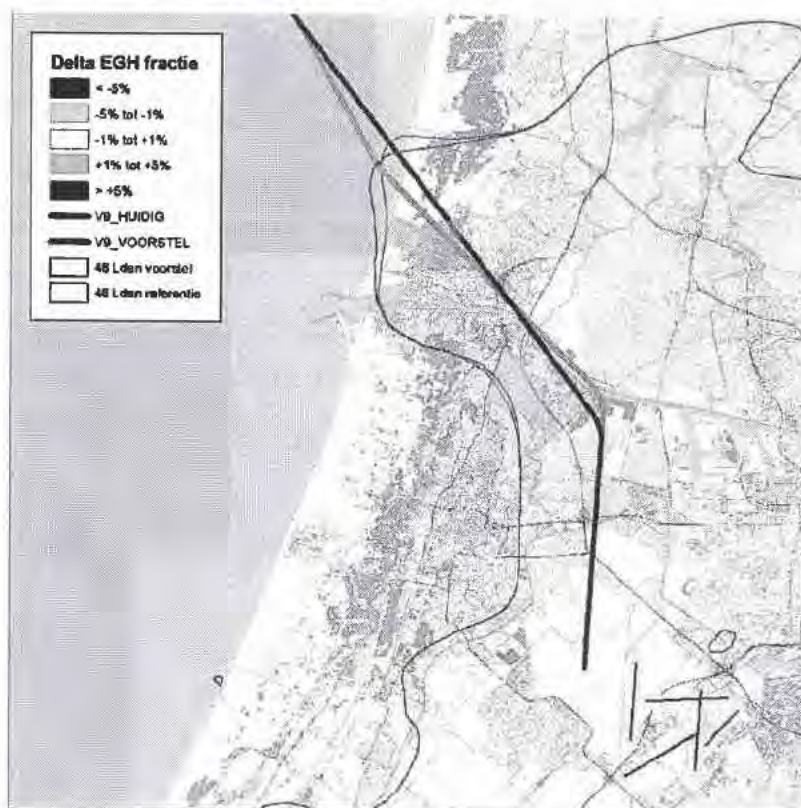 Delta EGH fractie
< -5%
-5% tot -1%
-1% tot +1%
+1% tot +5%
> +5%
V9_HUIDIG
V9_VOORSTEL
48 Lden voorstel
48 Lden referentie